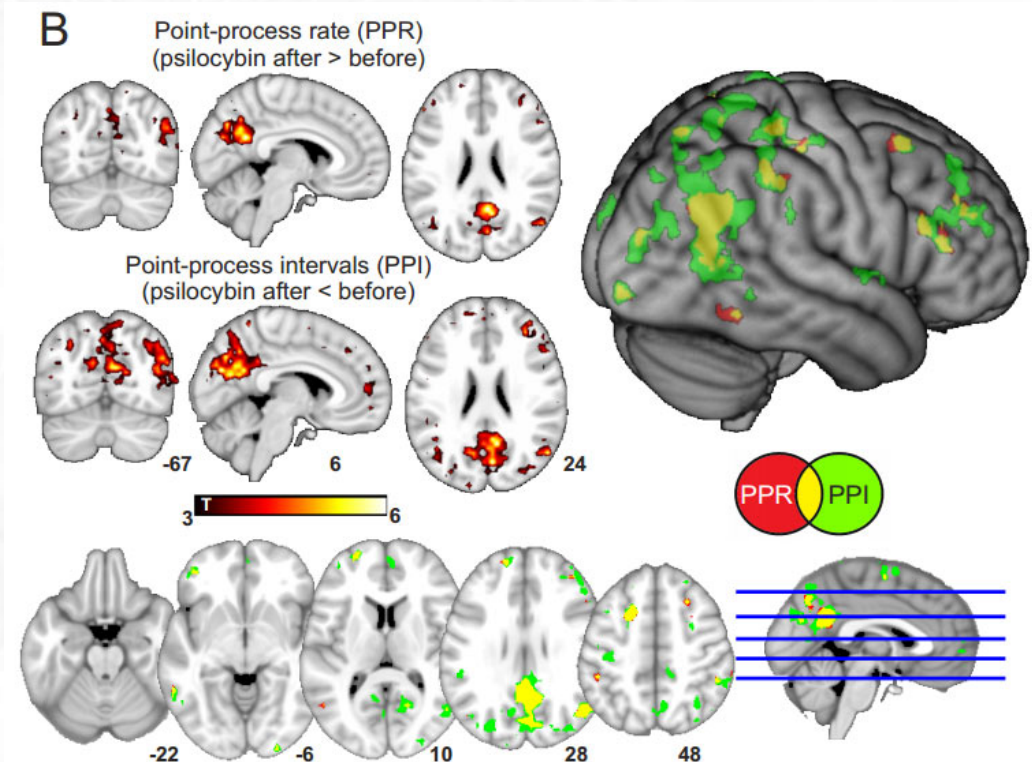 B
Point-process rate (PPR)
(psilocybin after > before)
Point-process intervals (PPI)
(psilocybin after < before)
-67 6 24
T
3 6
PPR PPI
-22 -6 10 28 48